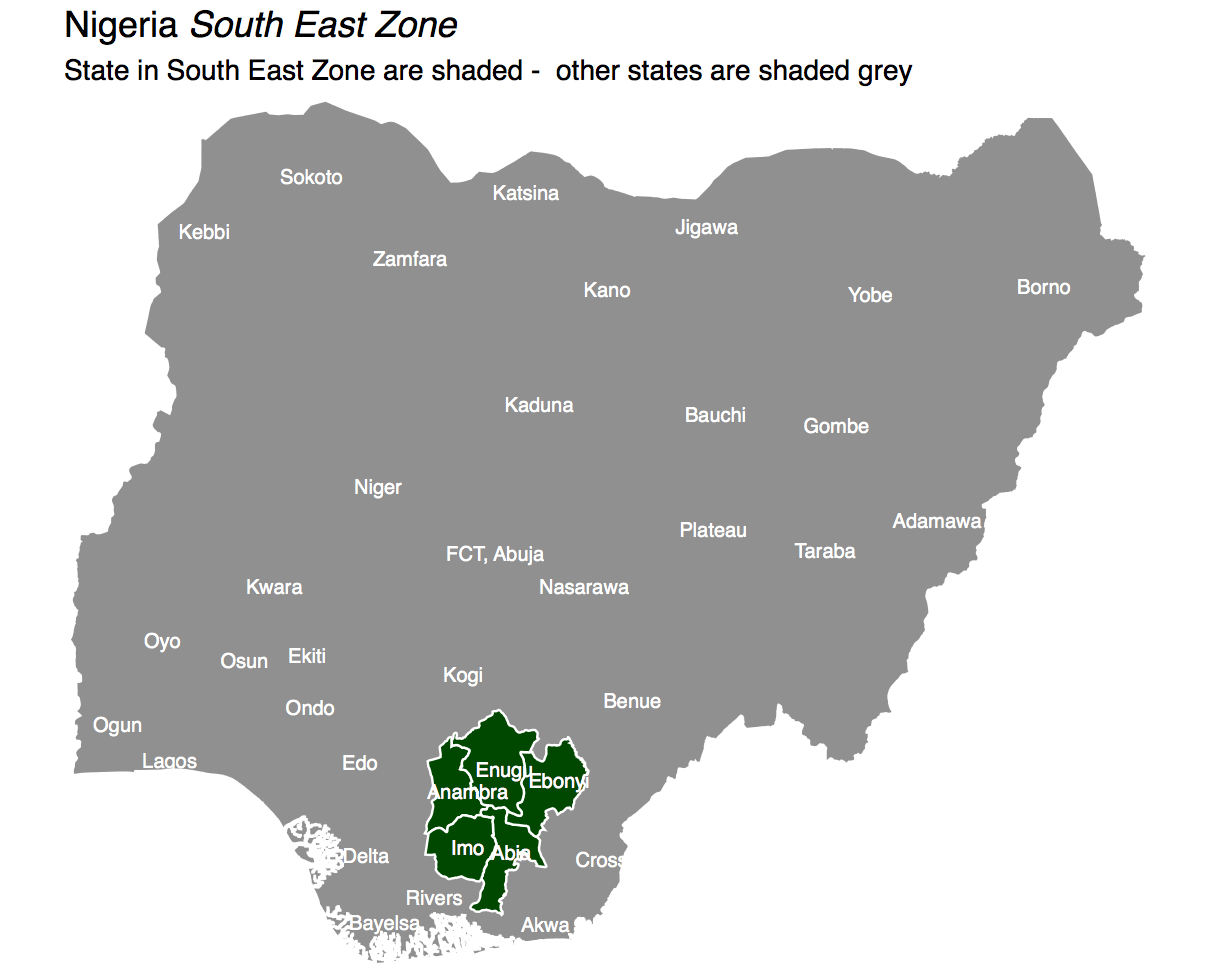 Nigeria South East Zone
State in South East Zone are shaded -  other states are shaded grey
Sokoto
Katsina
Kebbi
Jigawa
Zamfara
Kano
Yobe
Borno
Kaduna
Bauchi
Gombe
Niger
Adamawa
Plateau
FCT, Abuja
Taraba
Kwara
Nasarawa
Oyo
Osun
Ekiti
Kogi
Benue
Ondo
Ogun
Lagos
Edo
Enugu
Ebonyi
Anambra
Imo
Abia
Delta
Cross
Rivers
Bayelsa
Akwa